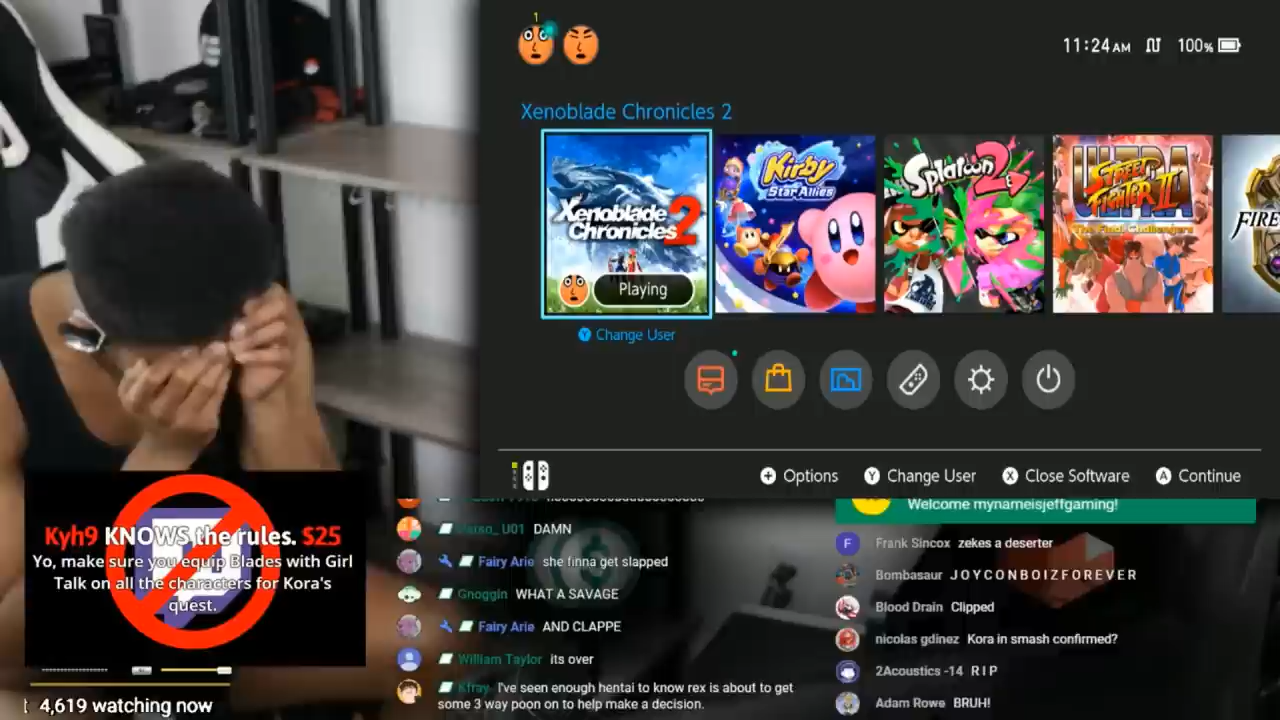 1
11:24 AM 100%
Xenoblade Chronicles 2
Xenoblade Chronicles 2
Playing
Kirby Star Allies
Splatoon 2
ULTRA STREET FIGHTER II The Final Challengers
FIRE
Y Change User
+ Options Y Change User X Close Software A Continue
Kyh9 KNOWS the rules. $25
Yo, make sure you equip Blades with Girl
Talk on all the characters for Kora's
quest.
4,619 watching now
DAMN
Fairy Arie she finna get slapped
Gnoggin WHAT A SAVAGE
Fairy Arie AND CLAPPE
William Taylor its over
Kfray I've seen enough hentai to know rex is about to get
some 3 way poon on to help make a decision.
Welcome mynameisjeffgaming!
F Frank Sincox zekes a deserter
Bombasaur J O Y C O N B O I Z F O R E V E R
Blood Drain Clipped
nicolas gdinez Kora in smash confirmed?
2Acoustics -14 R I P
Adam Rowe BRUH!